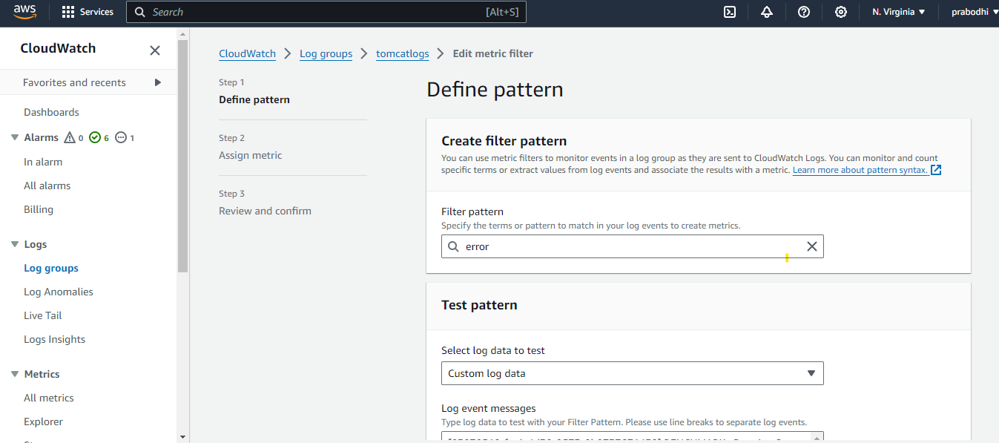 aws
Services
Search
[Alt+S]
N. Virginia
prabodhi
CloudWatch
Favorites and recents
Dashboards
Alarms 0 6 1
In alarm
All alarms
Billing
Logs
Log groups
Log Anomalies
Live Tail
Logs Insights
Metrics
All metrics
Explorer
CloudWatch
Log groups
tomcatlogs
Edit metric filter
Step 1
Define pattern
Step 2
Assign metric
Step 3
Review and confirm
Define pattern
Create filter pattern
You can use metric filters to monitor events in a log group as they are sent to CloudWatch Logs. You can monitor and count
specific terms or extract values from log events and associate the results with a metric. Learn more about pattern syntax.
Filter pattern
Specify the terms or pattern to match in your log events to create metrics.
error
Test pattern
Select log data to test
Custom log data
Log event messages
Type log data to test with your Filter Pattern. Please use line breaks to separate log events.